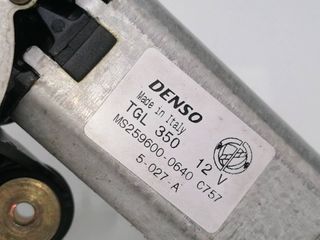 DENSO
Made in Italy
TGL 350 12 V
MS259600-0640 C757
5-027-A